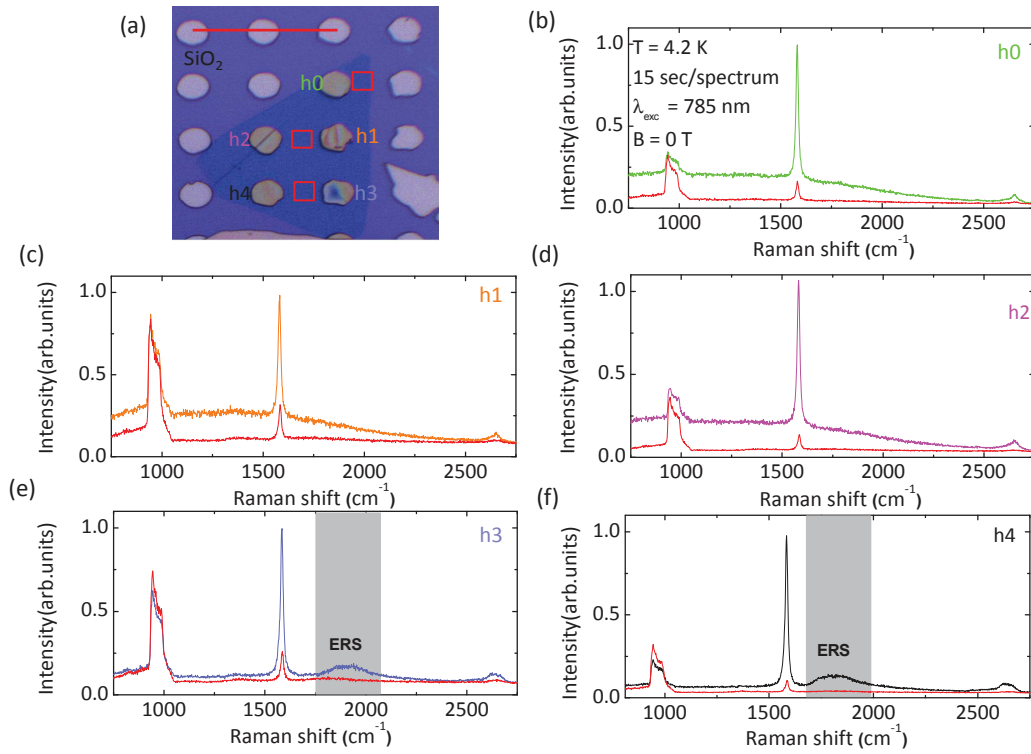 (a)
SiO₂
h0
h2
h1
h4
h3
(b)
h0
T = 4.2 K
15 sec/spectrum
λexc = 785 nm
B = 0 T
Intensity(arb.units)
1.0
0.5
0.0
1000 1500 2000 2500
Raman shift (cm⁻¹)
(c)
h1
Intensity(arb.units)
1.0
0.5
0.0
1000 1500 2000 2500
Raman shift (cm⁻¹)
(d)
h2
Intensity(arb.units)
1.0
0.5
0.0
1000 1500 2000 2500
Raman shift (cm⁻¹)
(e)
h3
ERS
Intensity(arb.units)
1.0
0.5
0.0
1000 1500 2000 2500
Raman shift (cm⁻¹)
(f)
h4
ERS
Intensity(arb.units)
1.0
0.5
0.0
1000 1500 2000 2500
Raman shift (cm⁻¹)